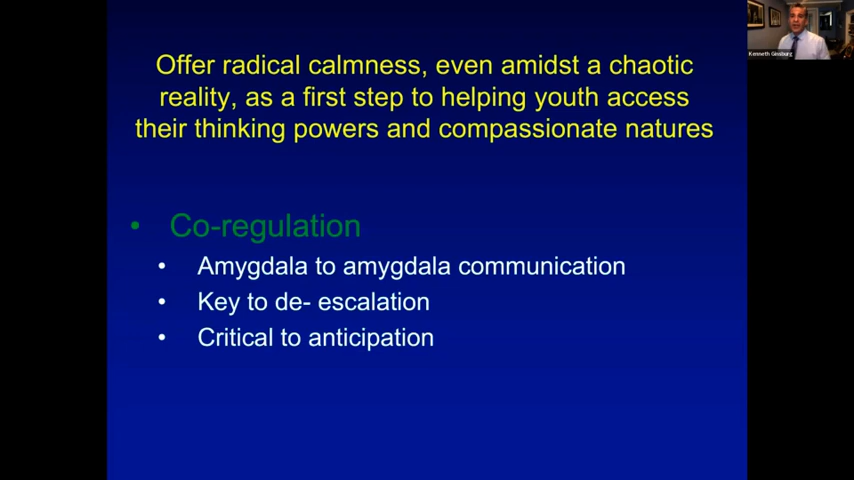 Offer radical calmness, even amidst a chaotic
reality, as a first step to helping youth access
their thinking powers and compassionate natures
• Co-regulation
• Amygdala to amygdala communication
• Key to de- escalation
• Critical to anticipation
Kenneth Ginsburg